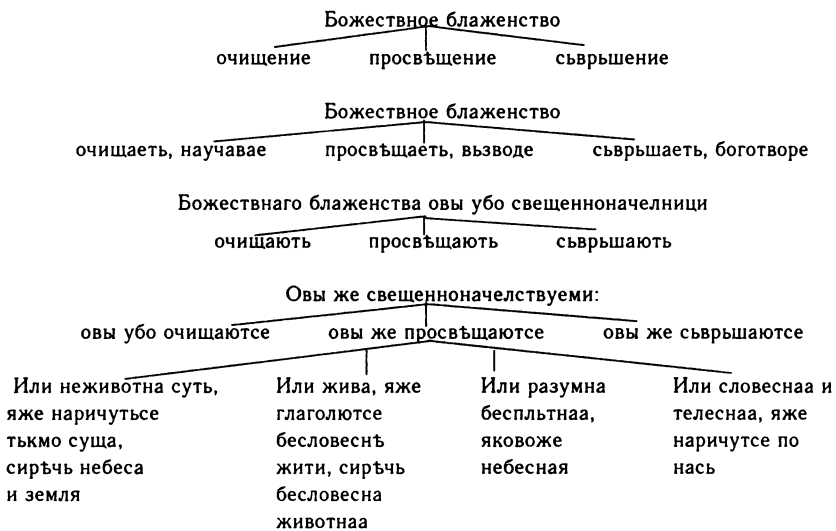 Божествное блаженство
очищение просвѣщение сьврьшение
Божествное блаженство
очищаеть, научавае просвѣщаеть, вьзводе сьврьшаеть, боготворе
Божествнаго блаженства овы убо свещенноначелници
очищають просвѣщають сьврьшають
Овы же свещенноначелствуеми:
овы убо очищаютсе овы же просвѣщаютсе овы же сьврьшаютсе
Или неживотна суть,
яже наричутьсе
тькмо суща,
сирѣчь небеса
и земля
Или жива, яже
глаголютсе
бесловеснѣ
жити, сирѣчь
бесловесна
животнаа
Или разумна
беспльтнаа,
яковоже
небесная
Или словеснаа и
телеснаа, яже
наричутсе по
нась